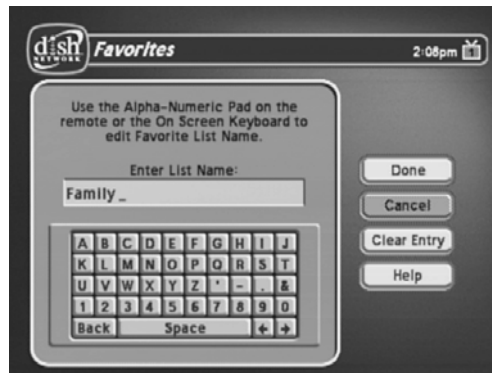 dish
NETWORK
Favorites
2:08pm
Use the Alpha-Numeric Pad on the
remote or the On Screen Keyboard to
edit Favorite List Name.
Enter List Name:
Family_
A B C D E F G H I J
K L M N O P Q R S T
U V W X Y Z ' - . &
1 2 3 4 5 6 7 8 9 0
Back Space ← →
Done
Cancel
Clear Entry
Help